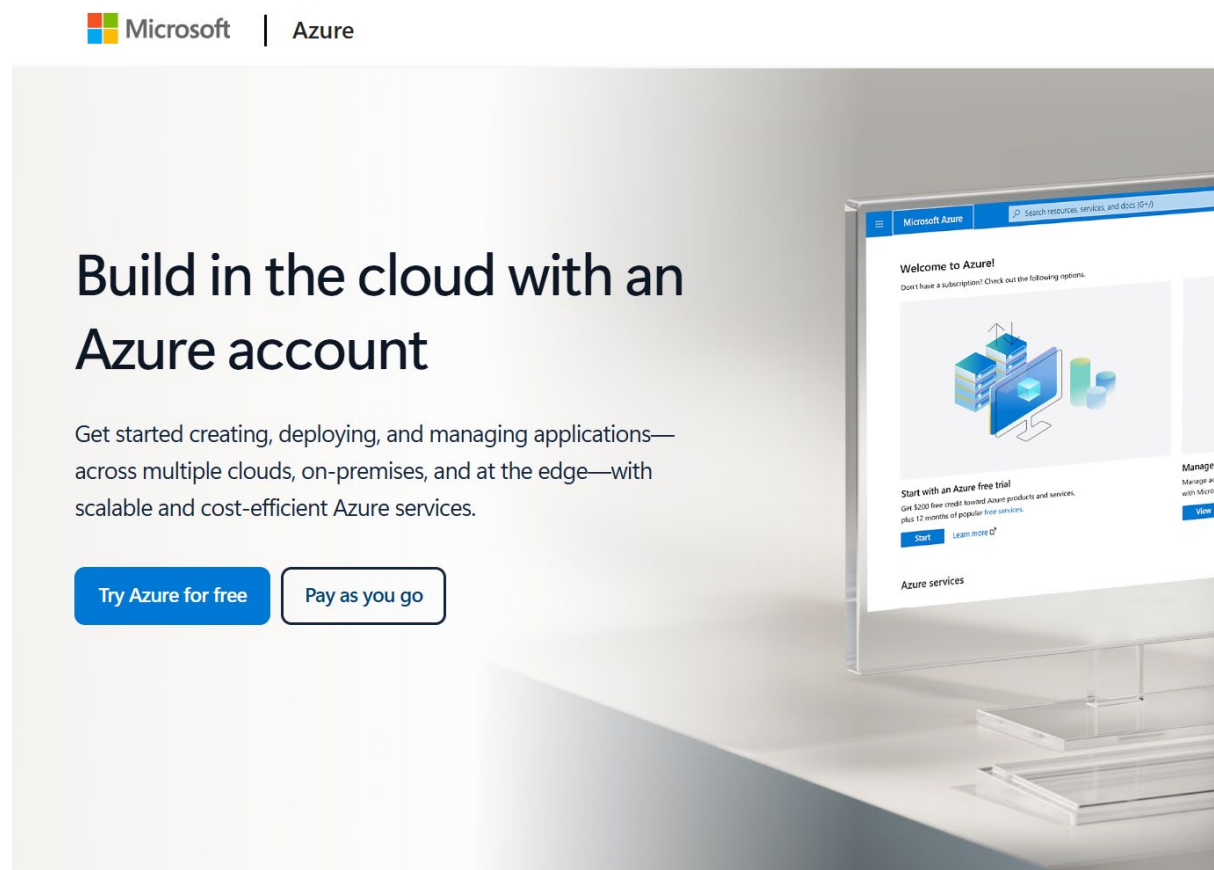 Microsoft
Azure
Build in the cloud with an
Azure account
Get started creating, deploying, and managing applications—
across multiple clouds, on-premises, and at the edge—with
scalable and cost-efficient Azure services.
Try Azure for free
Pay as you go
Microsoft Azure
Search resources, services, and docs (G+/)
Welcome to Azure!
Don't have a subscription? Check out the following options.
Start with an Azure free trial
Get $200 free credit toward Azure products and services,
plus 12 months of popular free services.
Start
Learn more
Manage
Manage
with Micro
View
Azure services